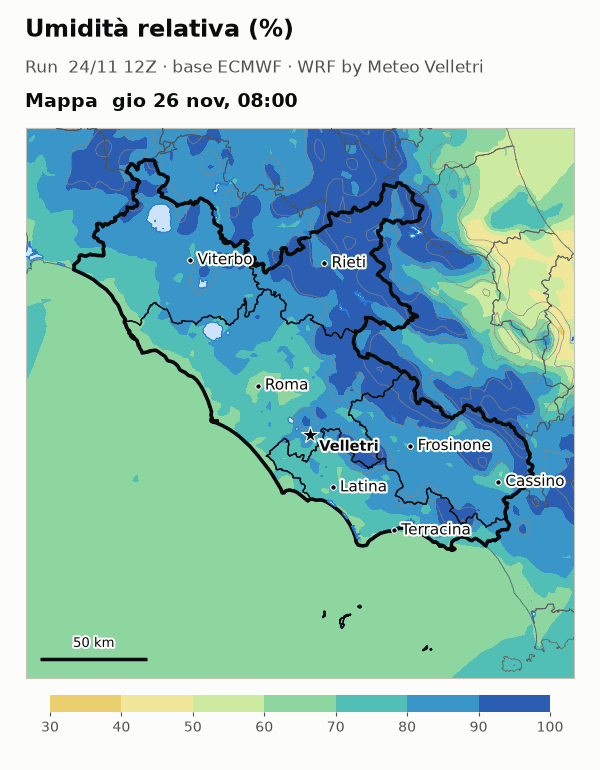 Umidità relativa (%)
Run  24/11 12Z · base ECMWF · WRF by Meteo Velletri
Mappa  gio 26 nov, 08:00
Viterbo
Rieti
Roma
Velletri
Frosinone
Cassino
Latina
Terracina
50 km
30 40 50 60 70 80 90 100